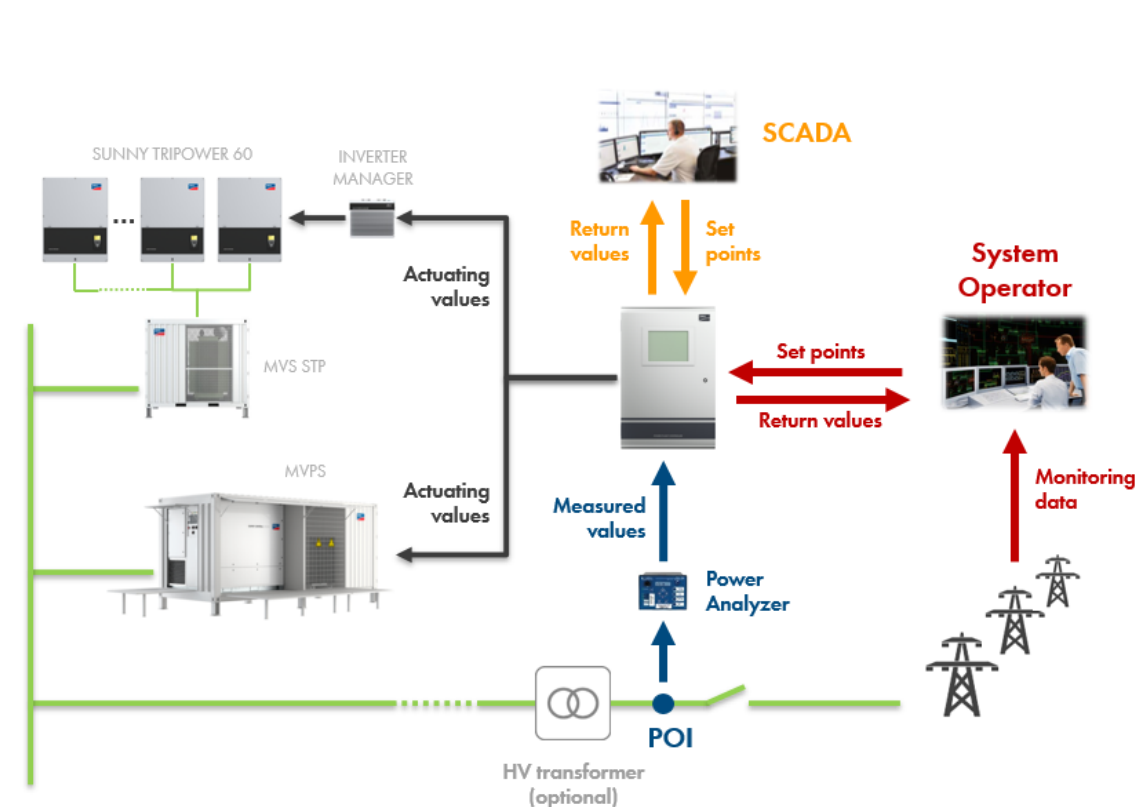 SCADA
SUNNY TRIPOWER 60
INVERTER
MANAGER
Return
values
Set
points
System
Operator
Actuating
values
MVS STP
Set points
Return values
MVPS
Actuating
values
Measured
values
Monitoring
data
Power
Analyzer
POI
HV transformer
(optional)